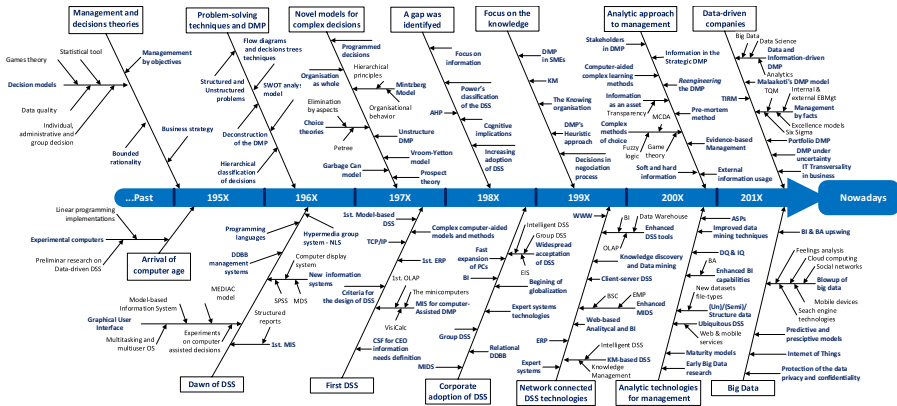 Management and
decisions theories
Problem-solving
techniques and DMP
Novel models for
complex decisions
A gap was
identifyed
Focus on the
knowledge
Analytic approach
to management
Data-driven
companies
Statistical tool
Games theory
Managemement
by objectives
Decision models
Data quality
Individual,
administrative and
group decision
Business strategy
Bounded
rationality
Flow diagrams
and decisions trees
techniques
Structured and
Unstructured
problems
SWOT analys
model
Deconstruction
of the DMP
Hierarchical
classification of
decisions
Programmed
decisions
Hierarchical
principles
Organisation
as whole
Mintzberg
Model
Elimination by
aspects
Organisational
behavior
Choice
theories
Petree
Unstructure
DMP
Garbage Can
model
Vroom-Yetton
model
Prospect
theory
Focus on
information
Power's
classification
of the DSS
AHP
Cognitive
implications
Increasing
adoption
of DSS
DMP
in SMEs
KM
The Knowing
organisation
DMP's
Heuristic
approach
Decisions in
negotiation
process
Stakeholders
in DMP
Information in the
Strategic DMP
Computer-aided
complex learning
methods
Reengineering
the DMP
Information
as an asset
Transparency
MCDA
Pre-mortem
method
Complex
methods
of choice
Fuzzy
logic
Game
theory
Evidence-based
Management
Soft and hard
information
External
information usage
Big Data
Data Science
Data and
Information-driven
DMP
Analytics
Malaakoti's DMP model
TQM
Internal &
external EBMgt
TIRM
Management
by facts
Excellence models
Six Sigma
Portfolio DMP
DMP under
uncertainty
IT Transversality
in business
...Past
195X
196X
197X
198X
199X
200X
201X
Nowadays
Linear programming
implementations
Experimental computers
Preliminar research on
Data-driven DSS
Arrival of
computer age
Programming
languages
Hypermedia group
system - NLS
DDBB
management
systems
Computer display
system
New information
systems
SPSS
MDS
MEDIAC
model
Model-based
Information System
Graphical User
Interface
Multitasking and
multiuser OS
Experiments
on computer
assisted decisions
Structured
reports
1st. MIS
Dawn of DSS
1st. Model-based
DSS
Complex computer-aided
models and methods
TCP/IP
1st. ERP
1st. OLAP
Criteria for
the design of DSS
The minicomputers
MIS for computer-
Assisted DMP
VisiCalc
CSF for CEO
information
needs definition
MIDS
First DSS
Intelligent DSS
Group DSS
Widespread
acceptation
of DSS
Fast
expansion
of PCs
EIS
BI
Begining of
globalization
Expert systems
technologies
Group DSS
Relational
DDBB
Corporate
adoption of DSS
WWW
BI
Data Warehouse
Enhanced
DSS tools
OLAP
Knowledge discovery
and Data mining
Client-server DSS
BSC
EMP
Enhanced
MIDS
Web-based
Analitycal and BI
ERP
Intelligent DSS
Expert
systems
KM-based DSS
Knowledge
Management
Network connected
DSS technologies
ASPs
Improved data
mining techniques
DQ & IQ
BA
Enhanced BI
capabilities
New datasets
file-types
(Un)/(Semi)/
Structure data
Ubiquitous DSS
Web & mobile
services
Maturity models
Early Big Data
research
Analytic technologies
for management
BI & BA upswing
Feelings analysis
Cloud computing
Social networks
Blowup of
big data
Mobile devices
Seach engine
technologies
Predictive and
presciptive models
Internet of Things
Protection of the data
privacy and confidentiality
Big Data